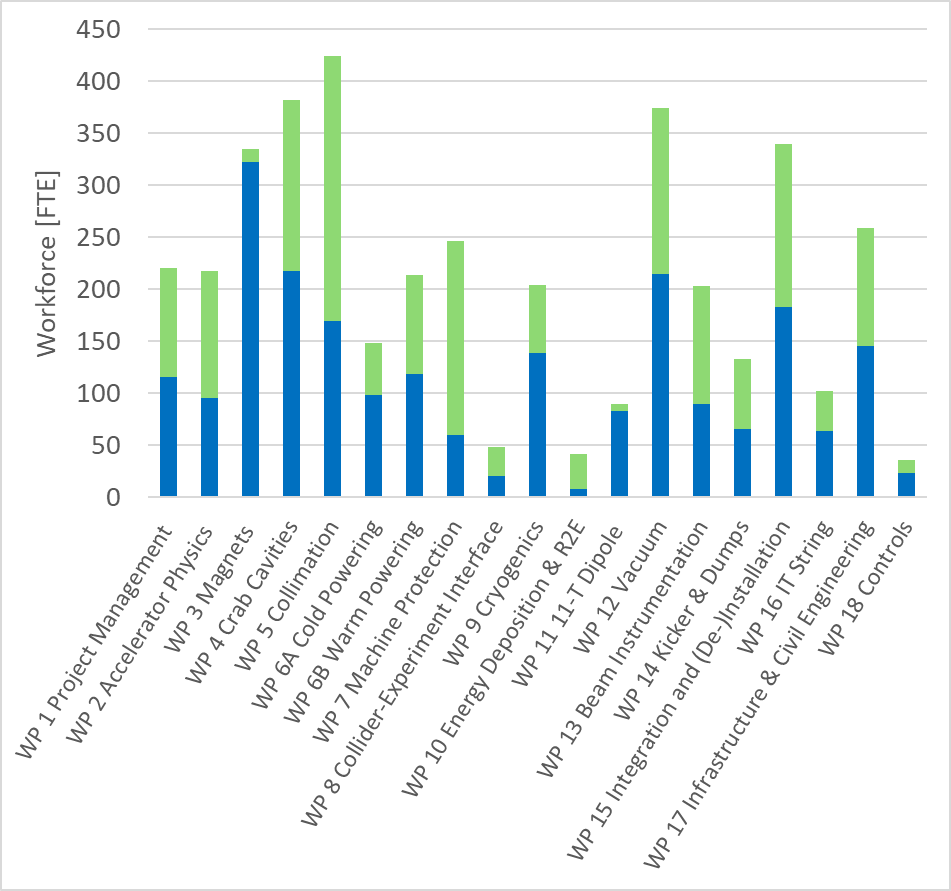 450
400
350
300
250
200
150
100
50
0
Workforce [FTE]
WP 1 Project Management
WP 2 Accelerator Physics
WP 3 Magnets
WP 4 Crab Cavities
WP 5 Collimation
WP 6A Cold Powering
WP 6B Warm Powering
WP 7 Machine Protection
WP 8 Collider-Experiment Interface
WP 9 Cryogenics
WP 10 Energy Deposition & R2E
WP 11 11-T Dipole
WP 12 Vacuum
WP 13 Beam Instrumentation
WP 14 Kicker & Dumps
WP 15 Integration and (De-)Installation
WP 16 IT String
WP 17 Infrastructure & Civil Engineering
WP 18 Controls